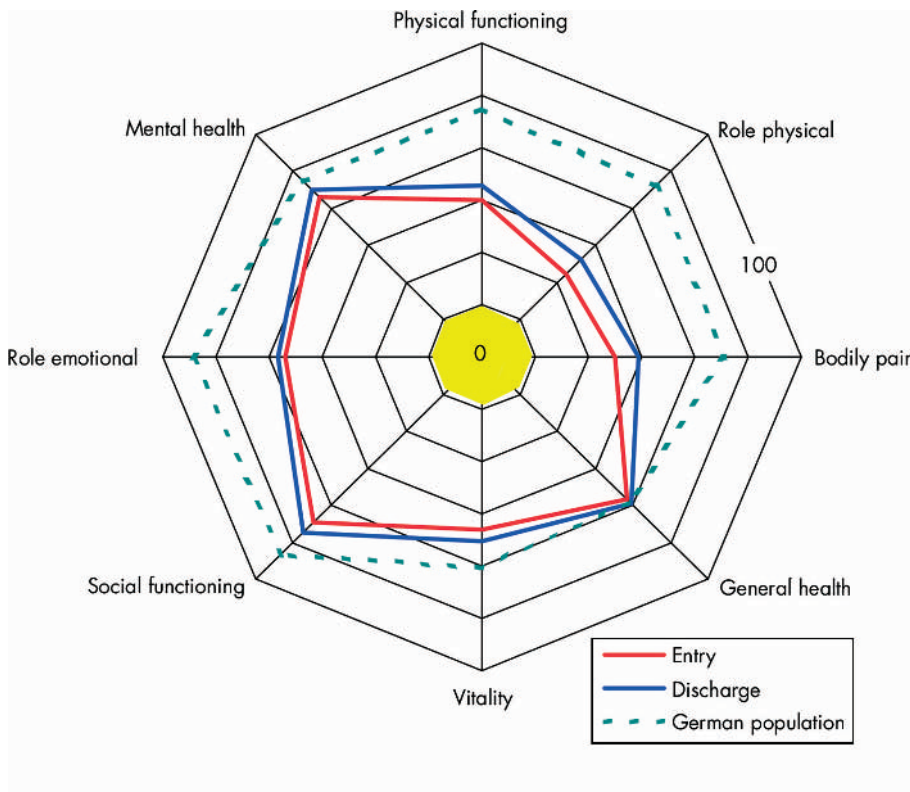 Physical functioning
Mental health
Role physical
100
Role emotional
0
Bodily pair
Social functioning
General health
Vitality
Entry
Discharge
German population